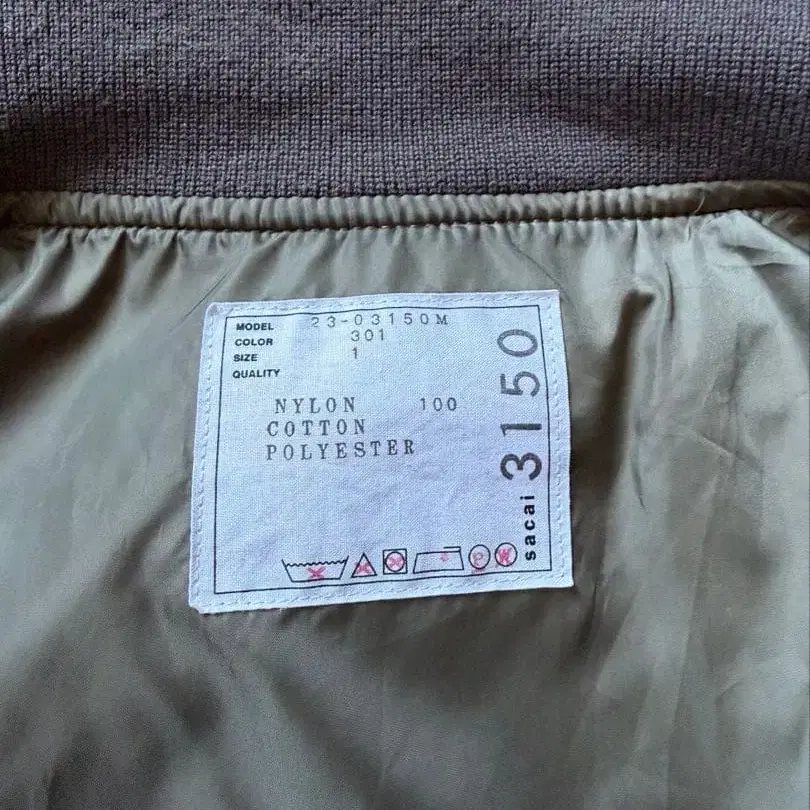 MODEL 23-03150M
COLOR 301
SIZE 1
QUALITY
NYLON 100
COTTON
POLYESTER
sacai 3150
P W